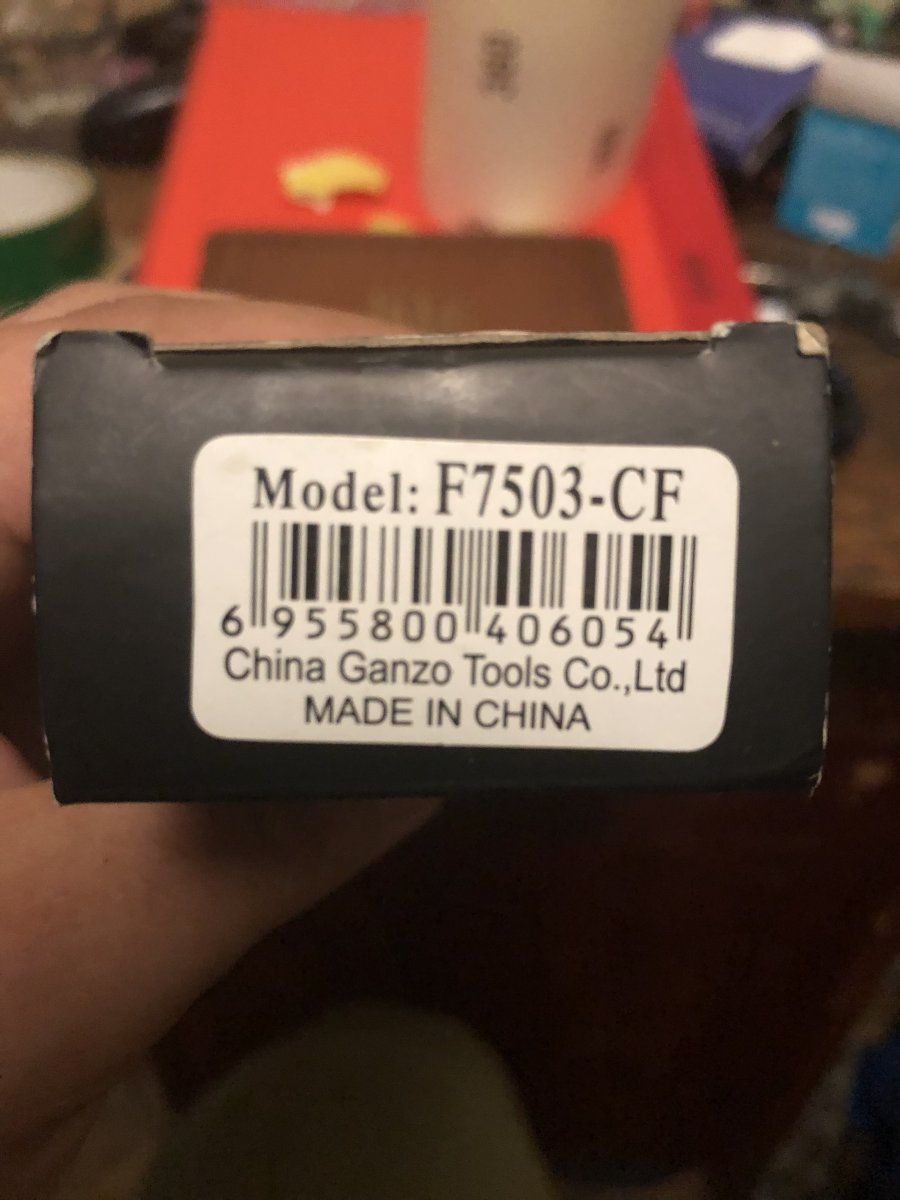 Model: F7503-CF
6 955800 406054
China Ganzo Tools Co.,Ltd
MADE IN CHINA